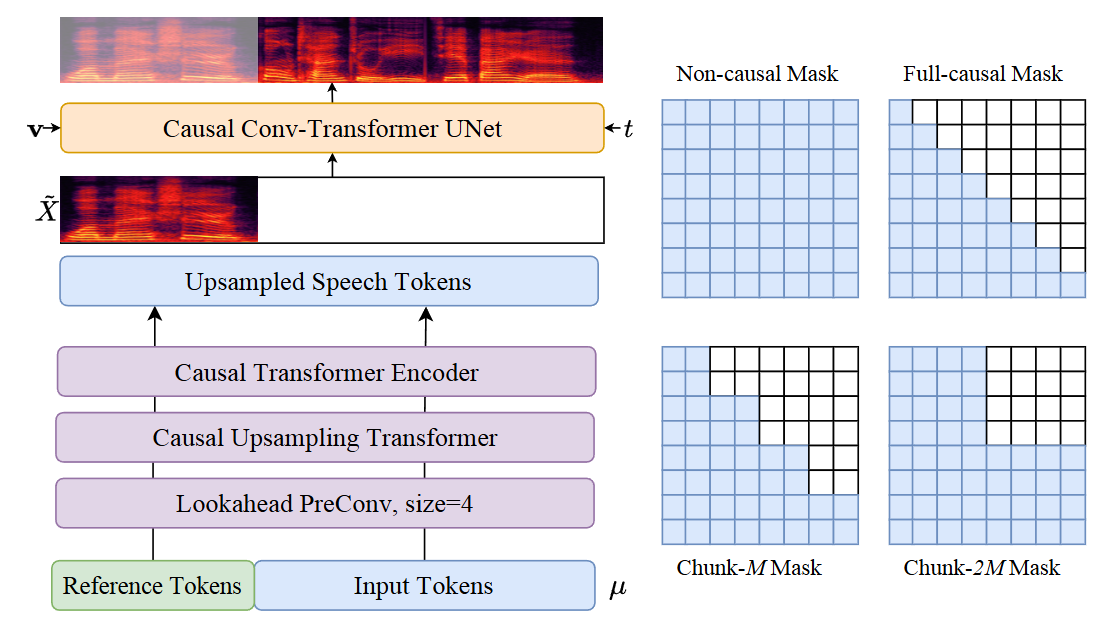 Non-causal Mask
Full-causal Mask
v
Causal Conv-Transformer UNet
t
X̃
Upsampled Speech Tokens
Causal Transformer Encoder
Causal Upsampling Transformer
Lookahead PreConv, size=4
Reference Tokens
Input Tokens
μ
Chunk-M Mask
Chunk-2M Mask